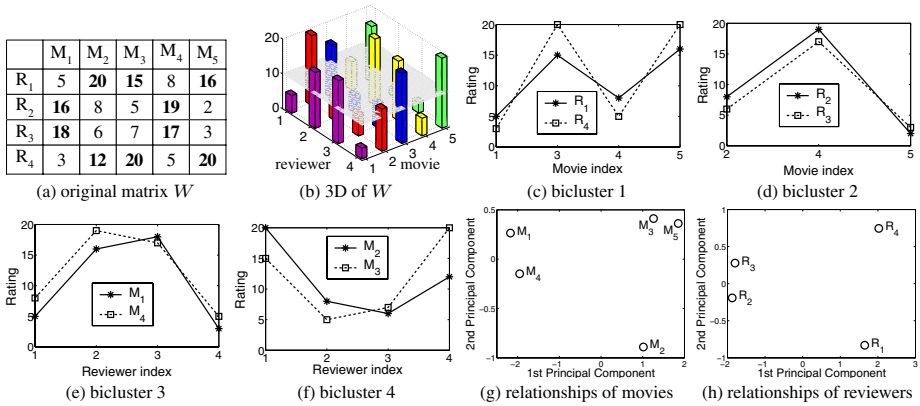 M1 M2 M3 M4 M5
R1 5 20 15 8 16
R2 16 8 5 19 2
R3 18 6 7 17 3
R4 3 12 20 5 20
(a) original matrix W
20
10
0
1 2 3 4
reviewer
1 2 3 4 5
movie
(b) 3D of W
Rating
20
15
10
5
0
R1
R4
1 3 4 5
Movie index
(c) bicluster 1
Rating
20
15
10
5
0
R2
R3
2 4 5
Movie index
(d) bicluster 2
Rating
20
15
10
5
0
M1
M4
1 2 3 4
Reviewer index
(e) bicluster 3
Rating
20
15
10
5
0
M2
M3
1 2 3 4
Reviewer index
(f) bicluster 4
2nd Principal Component
0.5
0
-0.5
-1
M1
M3
M5
M4
M2
-2 -1 0 1 2
1st Principal Component
(g) relationships of movies
2nd Principal Component
1
0.5
0
-0.5
-1
R4
R3
R2
R1
-2 -1 0 1 2 3
1st Principal Component
(h) relationships of reviewers